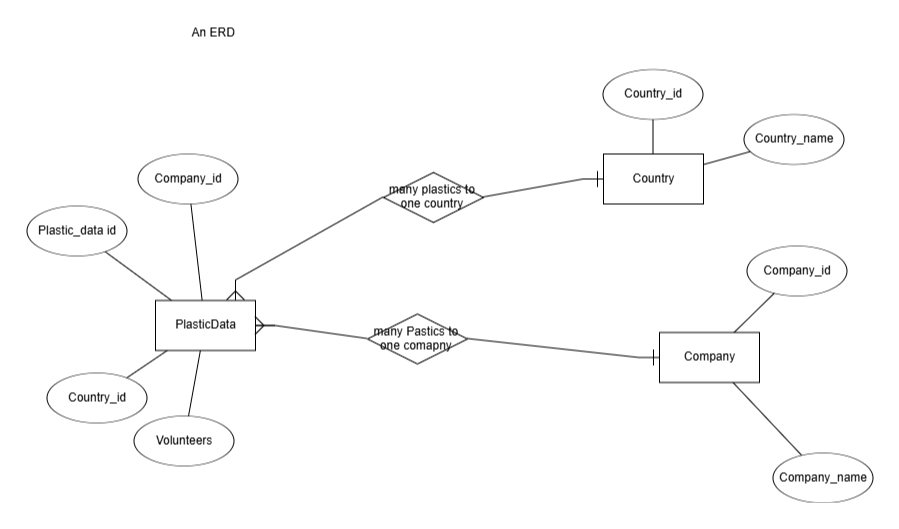 An ERD
Country_id
Country_name
Country
Company_id
many plastics to
one country
Plastic_data id
Company_id
PlasticData
many Pastics to
one comapny
Company
Country_id
Volunteers
Company_name